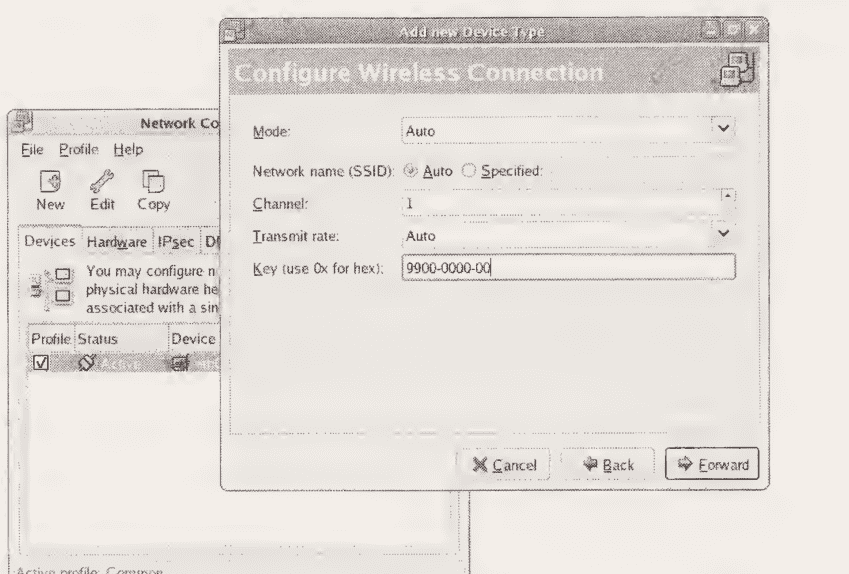 Add new Device Type
Configure Wireless Connection
Mode: Auto
Network name (SSID): Auto Specified:
Channel: 1
Transmit rate: Auto
Key (use 0x for hex): 9900-0000-00
Cancel Back Forward
Network Co
File Profile Help
New Edit Copy
Devices Hardware IPsec D
You may configure n
physical hardware he
associated with a sin
Profile Status Device
Active
Active profile: Common